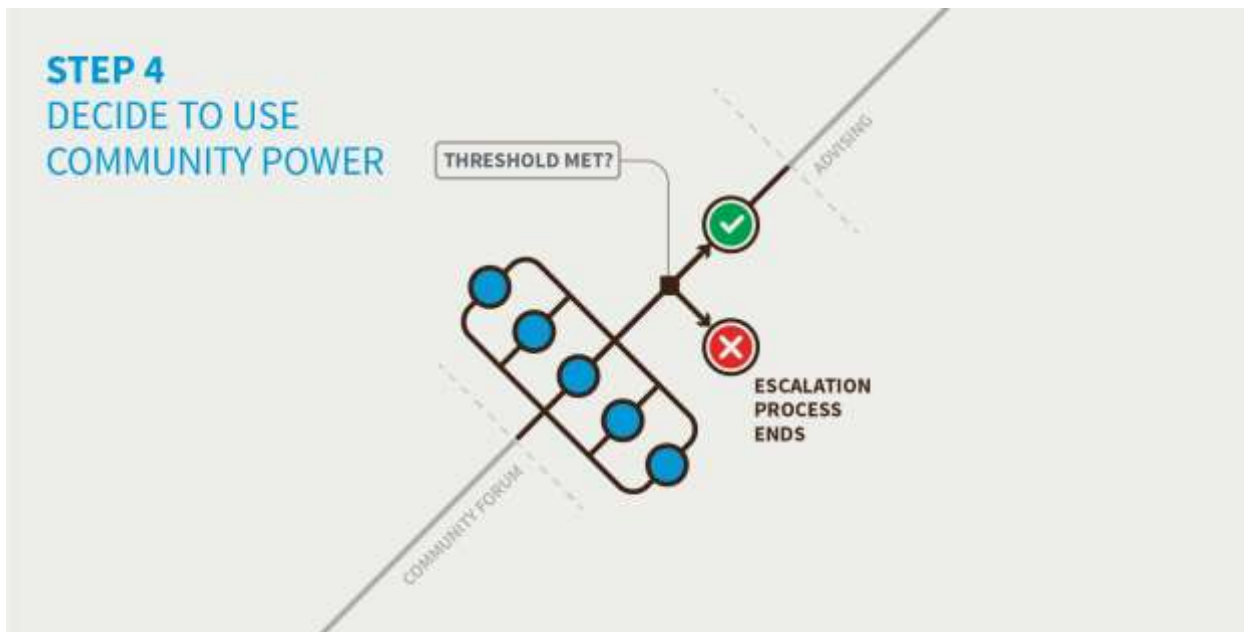 STEP 4
DECIDE TO USE
COMMUNITY POWER
THRESHOLD MET?
ADVISING
ESCALATION
PROCESS
ENDS
COMMUNITY FORUM